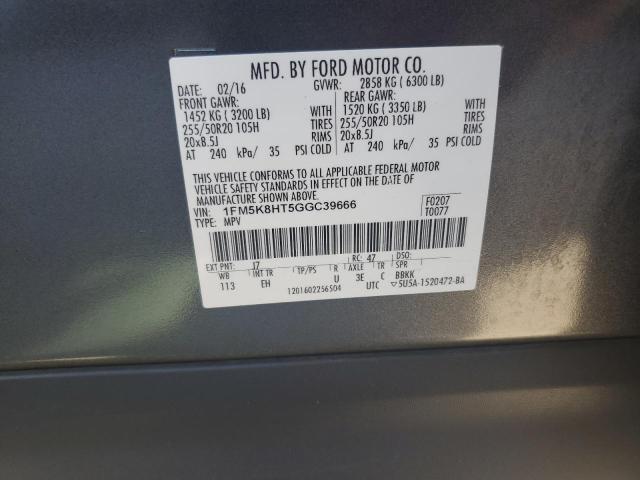 MFD. BY FORD MOTOR CO.
DATE: 02/16 GVWR: 2858 KG ( 6300 LB)
FRONT GAWR: REAR GAWR:
1452 KG ( 3200 LB) WITH 1520 KG ( 3350 LB) WITH
255/50R20 105H TIRES 255/50R20 105H TIRES
20x8.5J RIMS 20x8.5J RIMS
AT 240 kPa/ 35 PSI COLD AT 240 kPa/ 35 PSI COLD
THIS VEHICLE CONFORMS TO ALL APPLICABLE FEDERAL MOTOR
VEHICLE SAFETY STANDARDS IN EFFECT ON THE DATE OF
MANUFACTURE SHOWN ABOVE.
VIN: 1FM5K8HT5GGC39666 F0207
TYPE: MPV T0077
EXT PNT: J7 RC: 47 DSO:
WB INT TR TP/PS R AXLE TR SPR
113 EH U 3E C BBKK
1201602256504 UTC ▽5U5A-1520472-BA